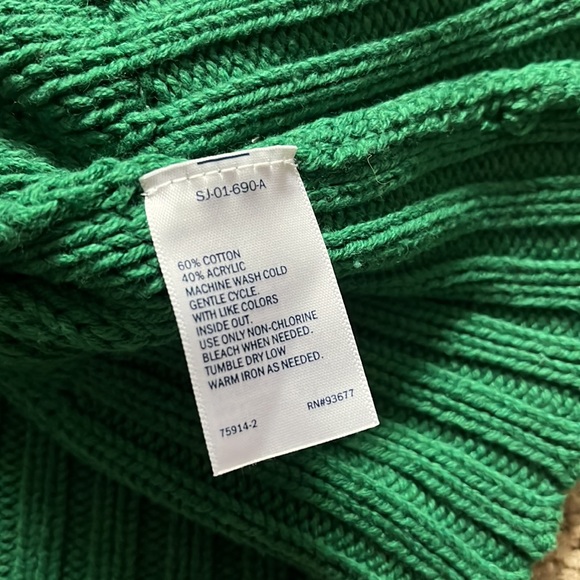 SJ-01-690-A
60% COTTON
40% ACRYLIC
MACHINE WASH COLD
GENTLE CYCLE.
WITH LIKE COLORS
INSIDE OUT.
USE ONLY NON-CHLORINE
BLEACH WHEN NEEDED.
TUMBLE DRY LOW
WARM IRON AS NEEDED.
75914-2 RN#93677